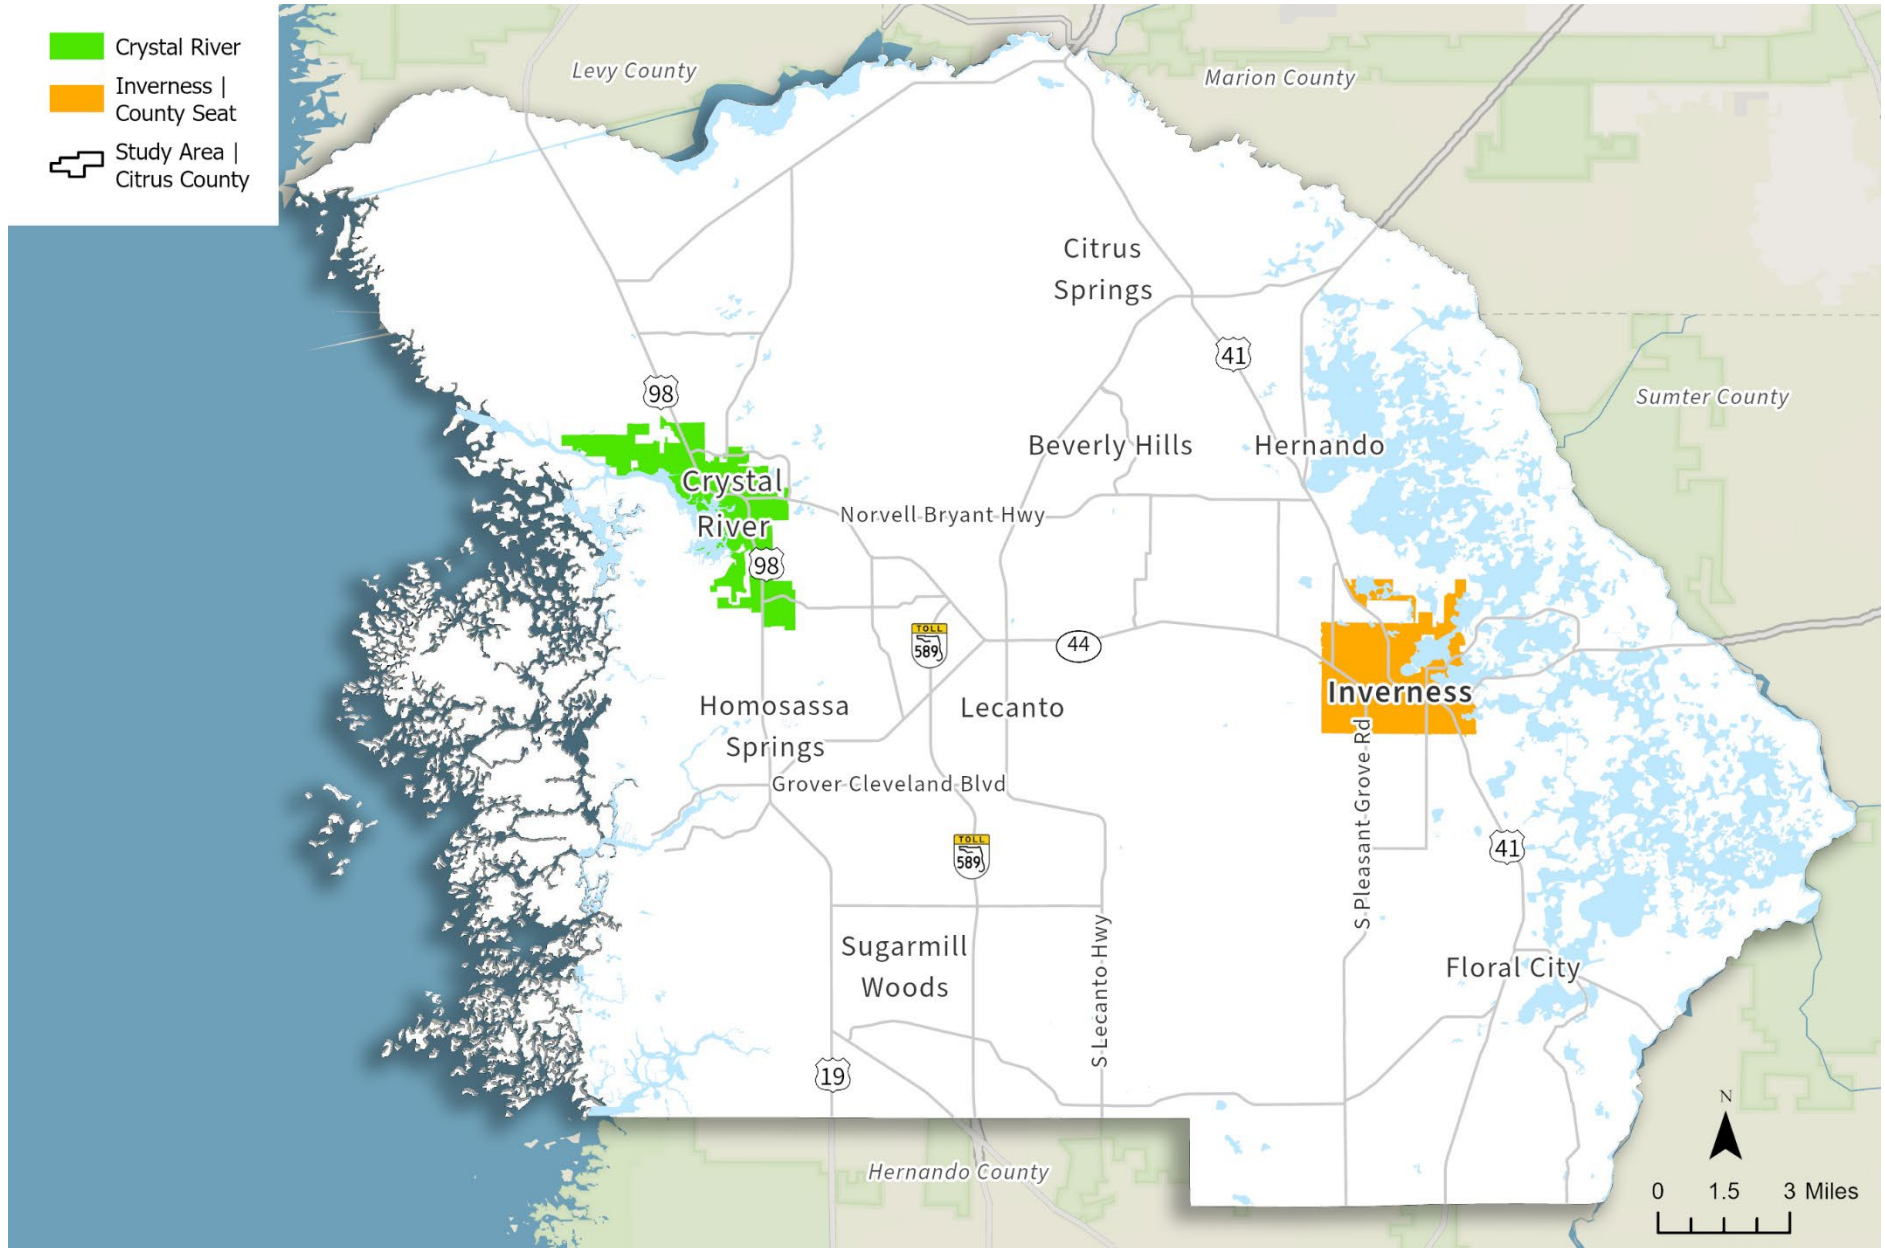 Crystal River
Inverness |
County Seat
Study Area |
Citrus County
Levy County
Marion County
Citrus
Springs
41
98
Sumter County
Beverly Hills
Hernando
Crystal
River
Norvell Bryant Hwy
98
TOLL
589
44
Inverness
Homosassa
Springs
Lecanto
S Pleasant Grove Rd
Grover Cleveland Blvd
TOLL
589
41
Sugarmill
Woods
S Lecanto Hwy
Floral City
19
Hernando County
N
0 1.5 3 Miles